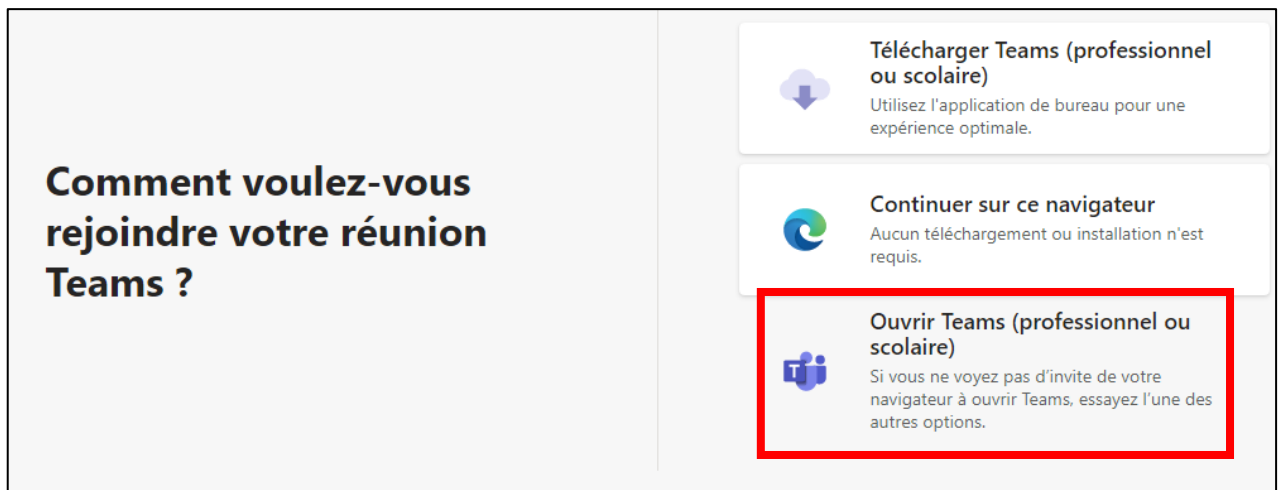 Comment voulez-vous
rejoindre votre réunion
Teams ?
Télécharger Teams (professionnel
ou scolaire)
Utilisez l'application de bureau pour une
expérience optimale.
Continuer sur ce navigateur
Aucun téléchargement ou installation n'est
requis.
T
Ouvrir Teams (professionnel ou
scolaire)
Si vous ne voyez pas d’invite de votre
navigateur à ouvrir Teams, essayez l’une des
autres options.